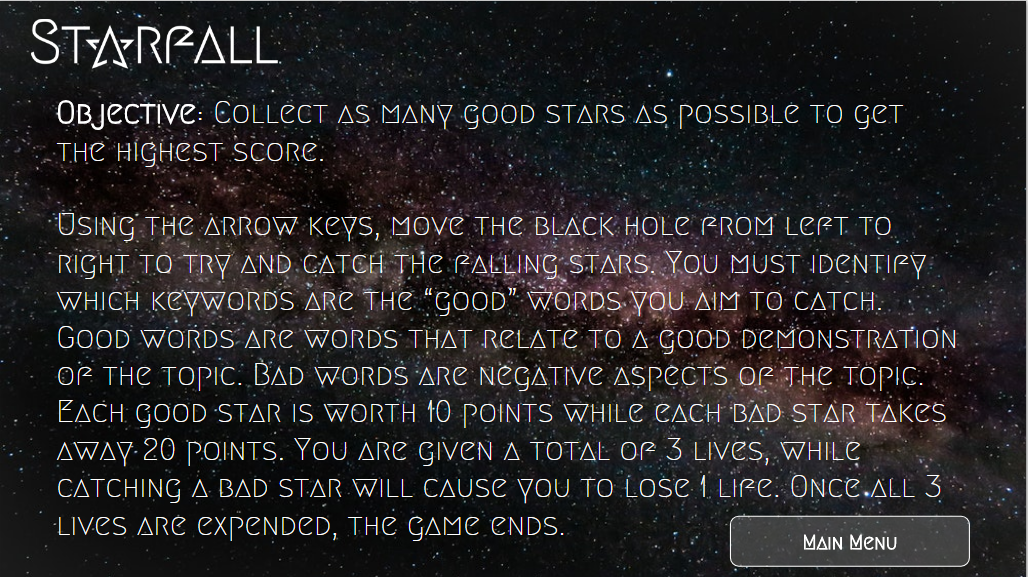 Starfall
Objective: Collect as many good stars as possible to get
the highest score.
Using the arrow keys, move the black hole from left to
right to try and catch the falling stars. You must identify
which keywords are the “good” words you aim to catch.
Good words are words that relate to a good demonstration
of the topic. Bad words are negative aspects of the topic.
Each good star is worth 10 points while each bad star takes
away 20 points. You are given a total of 3 lives, while
catching a bad star will cause you to lose 1 life. Once all 3
lives are expended, the game ends.
Main Menu